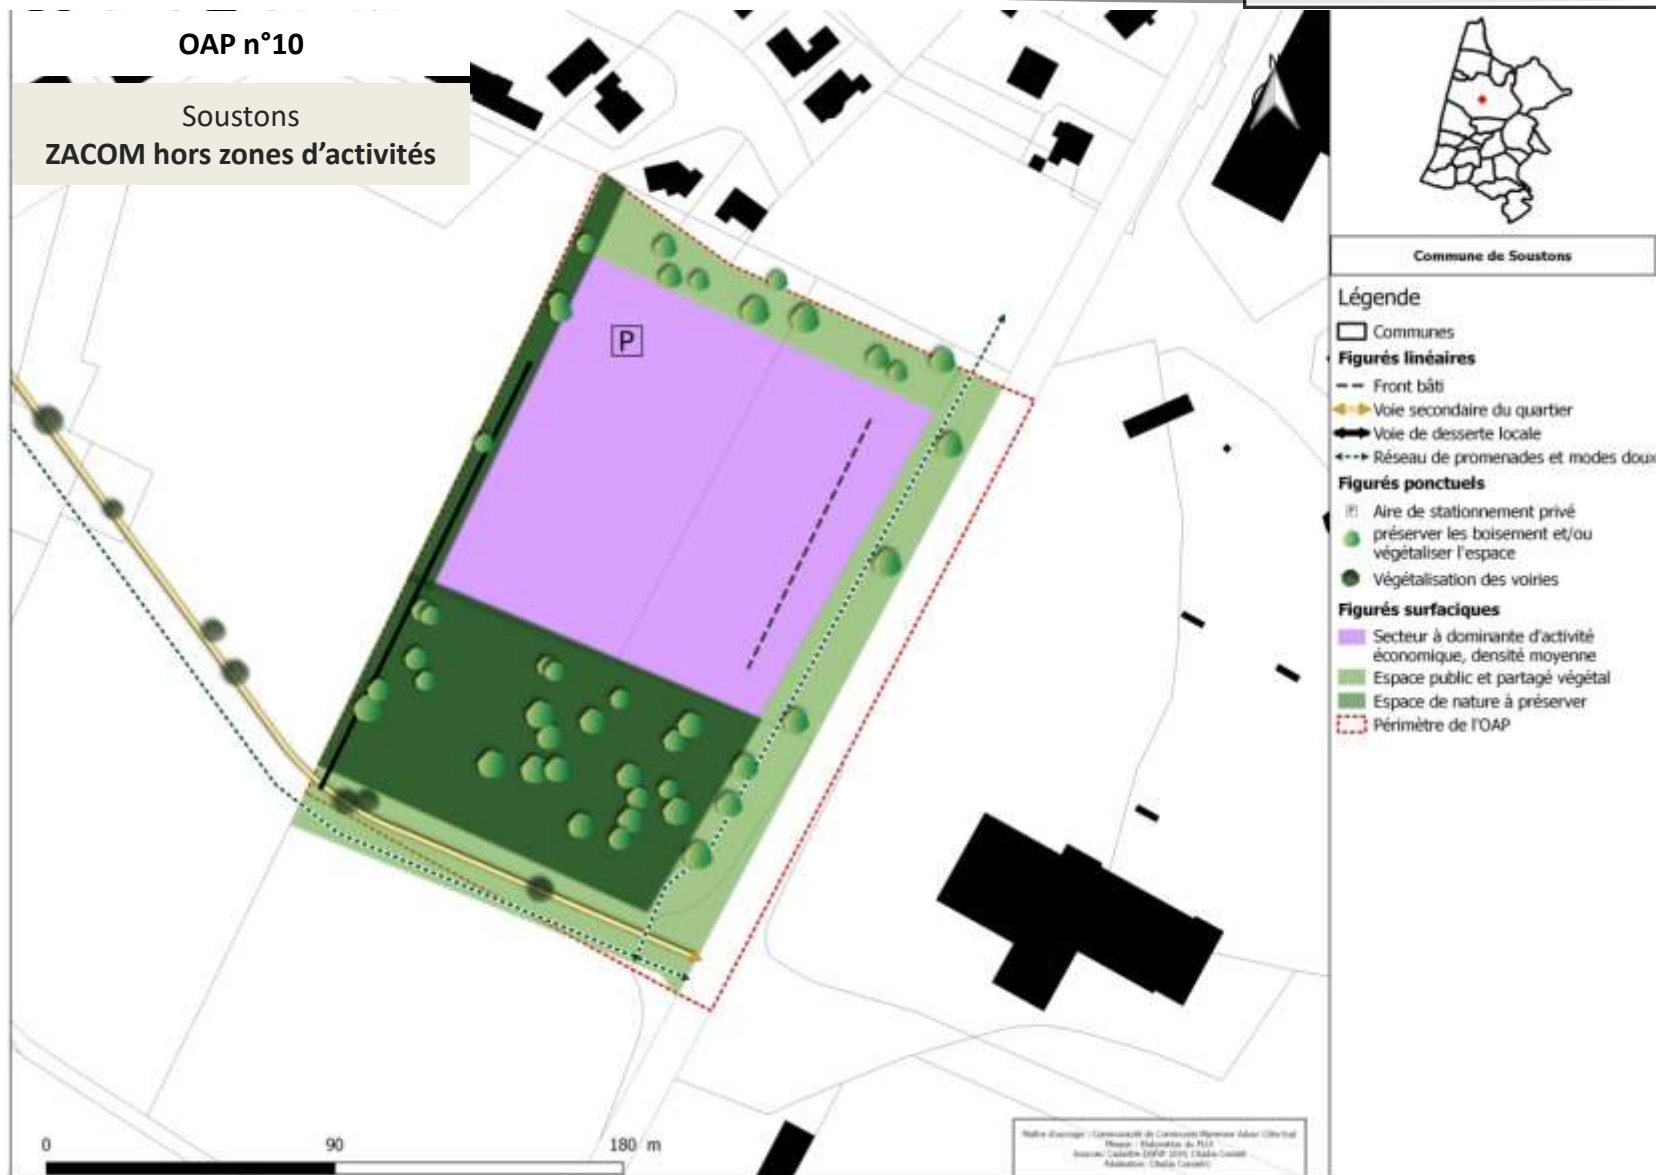 OAP n°10
Soustons
ZACOM hors zones d'activités
P
Commune de Soustons
Légende
Communes
Figurés linéaires
Front bâti
Voie secondaire du quartier
Voie de desserte locale
Réseau de promenades et modes doux
Figurés ponctuels
P Aire de stationnement privé
préserver les boisement et/ou
végétaliser l'espace
Végétalisation des voiries
Figurés surfaciques
Secteur à dominante d'activité
économique, densité moyenne
Espace public et partagé végétal
Espace de nature à préserver
Périmètre de l'OAP
0 90 180 m